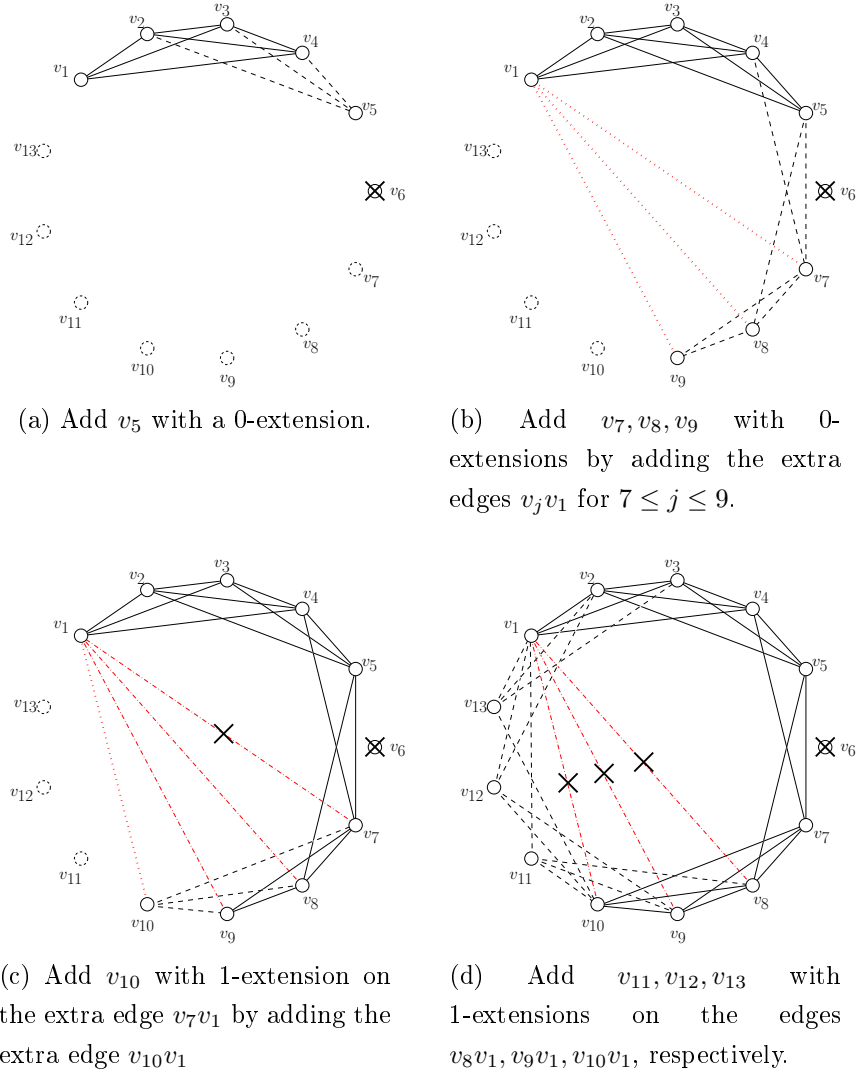 v3
v2
v4
v1
v5
v13
v6
v12
v7
v11
v8
v10
v9
(a) Add v5 with a 0-extension.
v3
v2
v4
v1
v5
v13
v6
v12
v7
v11
v8
v10
v9
(b) Add v7, v8, v9 with 0-
extensions by adding the extra
edges vjv1 for 7 ≤ j ≤ 9.
v3
v2
v4
v1
v5
v13
v6
v12
v7
v11
v8
v10
v9
(c) Add v10 with 1-extension on
the extra edge v7v1 by adding the
extra edge v10v1
v3
v2
v4
v1
v5
v13
v6
v12
v7
v11
v8
v10
v9
(d) Add v11, v12, v13 with
1-extensions on the edges
v8v1, v9v1, v10v1, respectively.